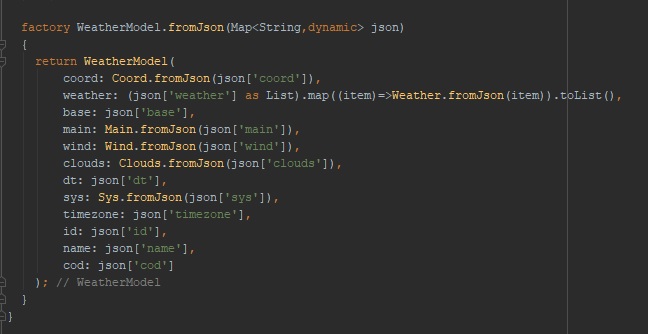 factory WeatherModel.fromJson(Map<String,dynamic> json)
{
return WeatherModel(
coord: Coord.fromJson(json['coord']),
weather: (json['weather'] as List).map((item)=>Weather.fromJson(item)).toList(),
base: json['base'],
main: Main.fromJson(json['main']),
wind: Wind.fromJson(json['wind']),
clouds: Clouds.fromJson(json['clouds']),
dt: json['dt'],
sys: Sys.fromJson(json['sys']),
timezone: json['timezone'],
id: json['id'],
name: json['name'],
cod: json['cod']
); // WeatherModel
}
}